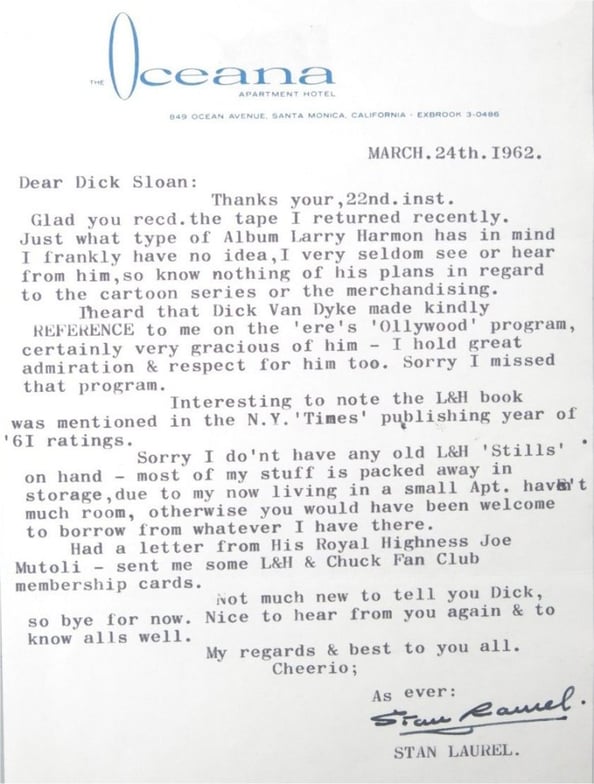 THE Oceana
APARTMENT HOTEL
849 OCEAN AVENUE, SANTA MONICA, CALIFORNIA · EXBROOK 3-0486
MARCH.24th.I962.
Dear Dick Sloan:
Thanks your,22nd.inst.
Glad you recd.the tape I returned recently.
Just what type of Album Larry Harmon has in mind
I frankly have no idea,I very seldom see or hear
from him,so know nothing of his plans in regard
to the cartoon series or the merchandising.
Iheard that Dick Van Dyke made kindly
REFERENCE to me on the 'ere's 'Ollywood' program,
certainly very gracious of him - I hold great
admiration & respect for him too. Sorry I missed
that program.
Interesting to note the L&H book
was mentioned in the N.Y.'Times' publishing year of
'6I ratings.
Sorry I do'nt have any old L&H 'Stills'
on hand - most of my stuff is packed away in
storage,due to my now living in a small Apt. haven't
much room, otherwise you would have been welcome
to borrow from whatever I have there.
Had a letter from His Royal Highness Joe
Mutoli - sent me some L&H & Chuck Fan Club
membership cards.
Not much new to tell you Dick,
so bye for now. Nice to hear from you again & to
know alls well.
My regards & best to you all.
Cheerio;
As ever:
Stan Laurel.
STAN LAUREL.